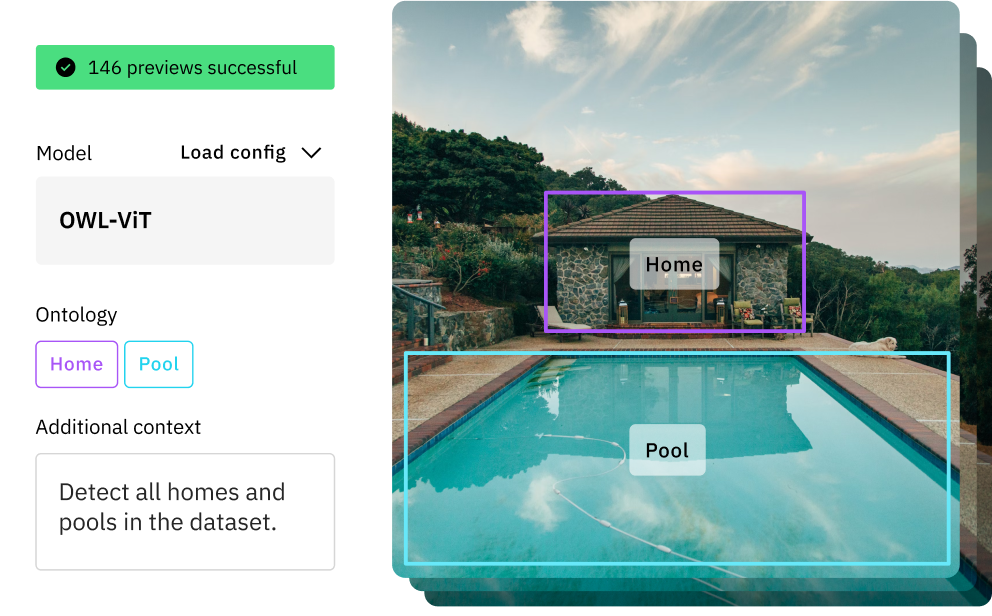 146 previews successful
Model
Load config
OWL-ViT
Ontology
Home
Pool
Additional context
Detect all homes and
pools in the dataset.
Home
Pool